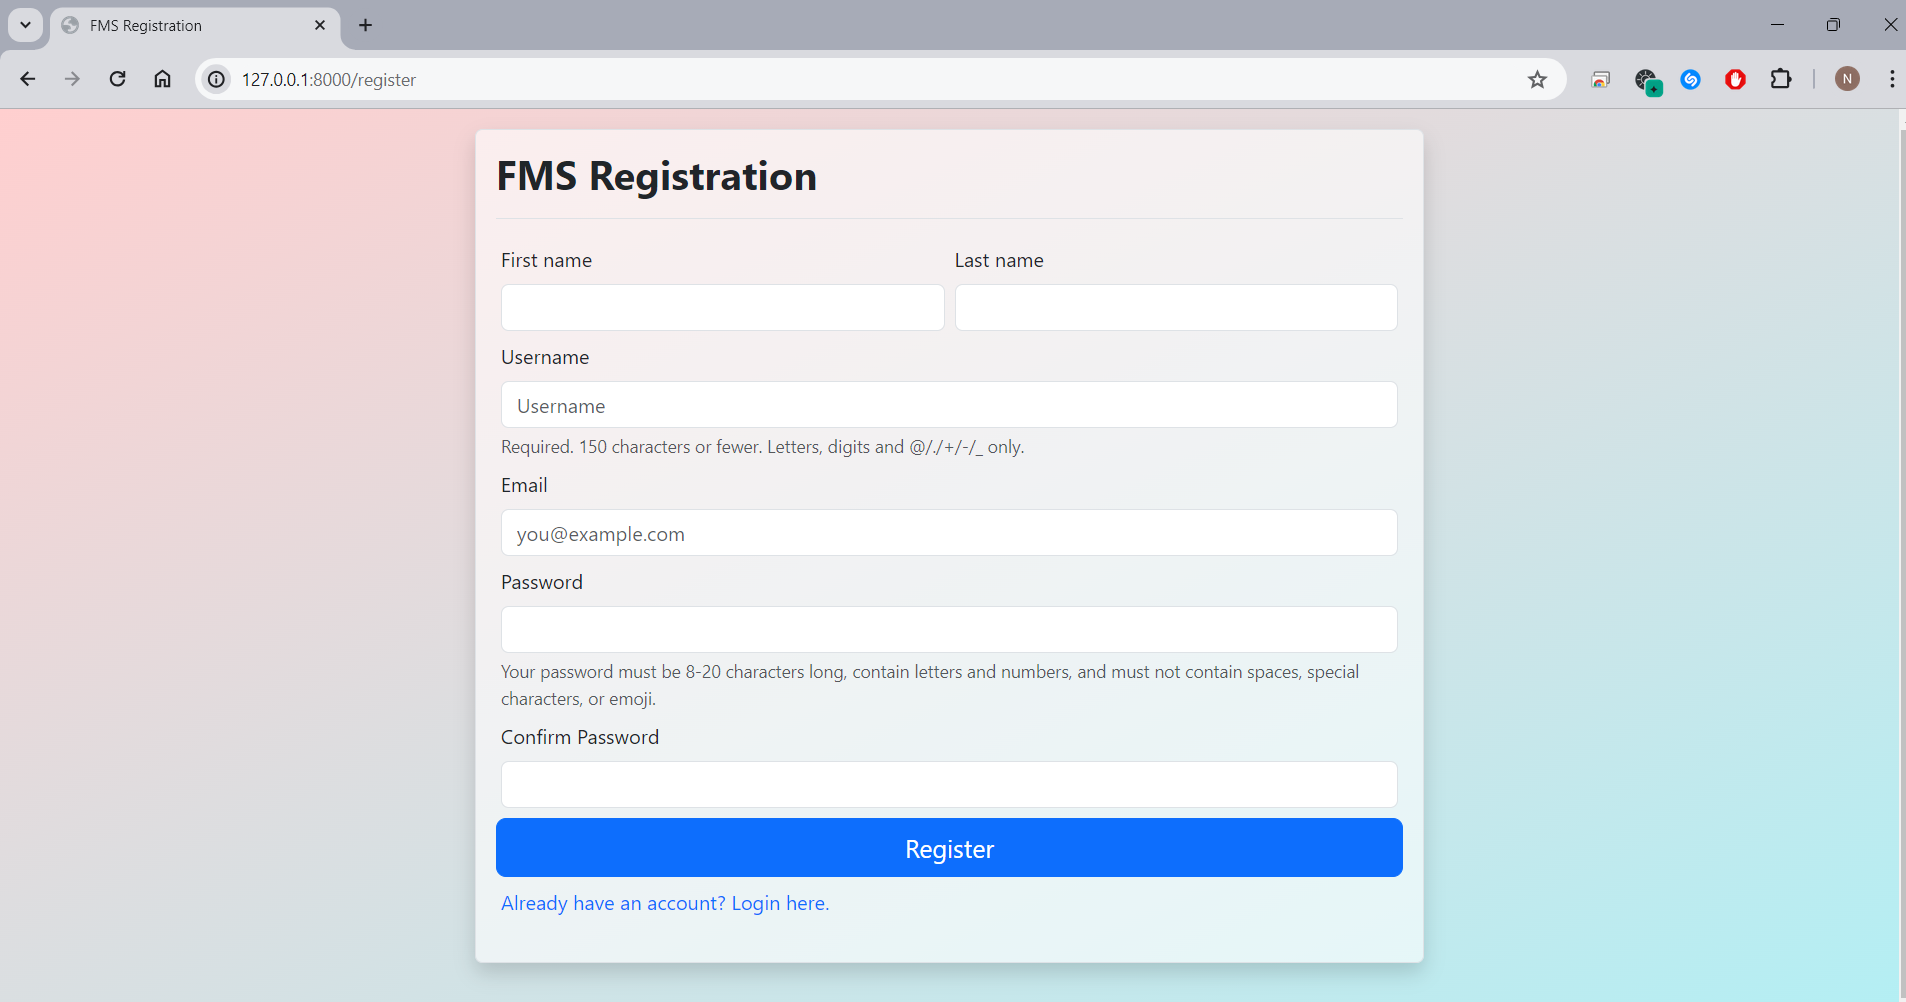 FMS Registration
127.0.0.1:8000/register
N
FMS Registration
First name
Last name
Username
Username
Required. 150 characters or fewer. Letters, digits and @/./+/-/_ only.
Email
you@example.com
Password
Your password must be 8-20 characters long, contain letters and numbers, and must not contain spaces, special
characters, or emoji.
Confirm Password
Register
Already have an account? Login here.